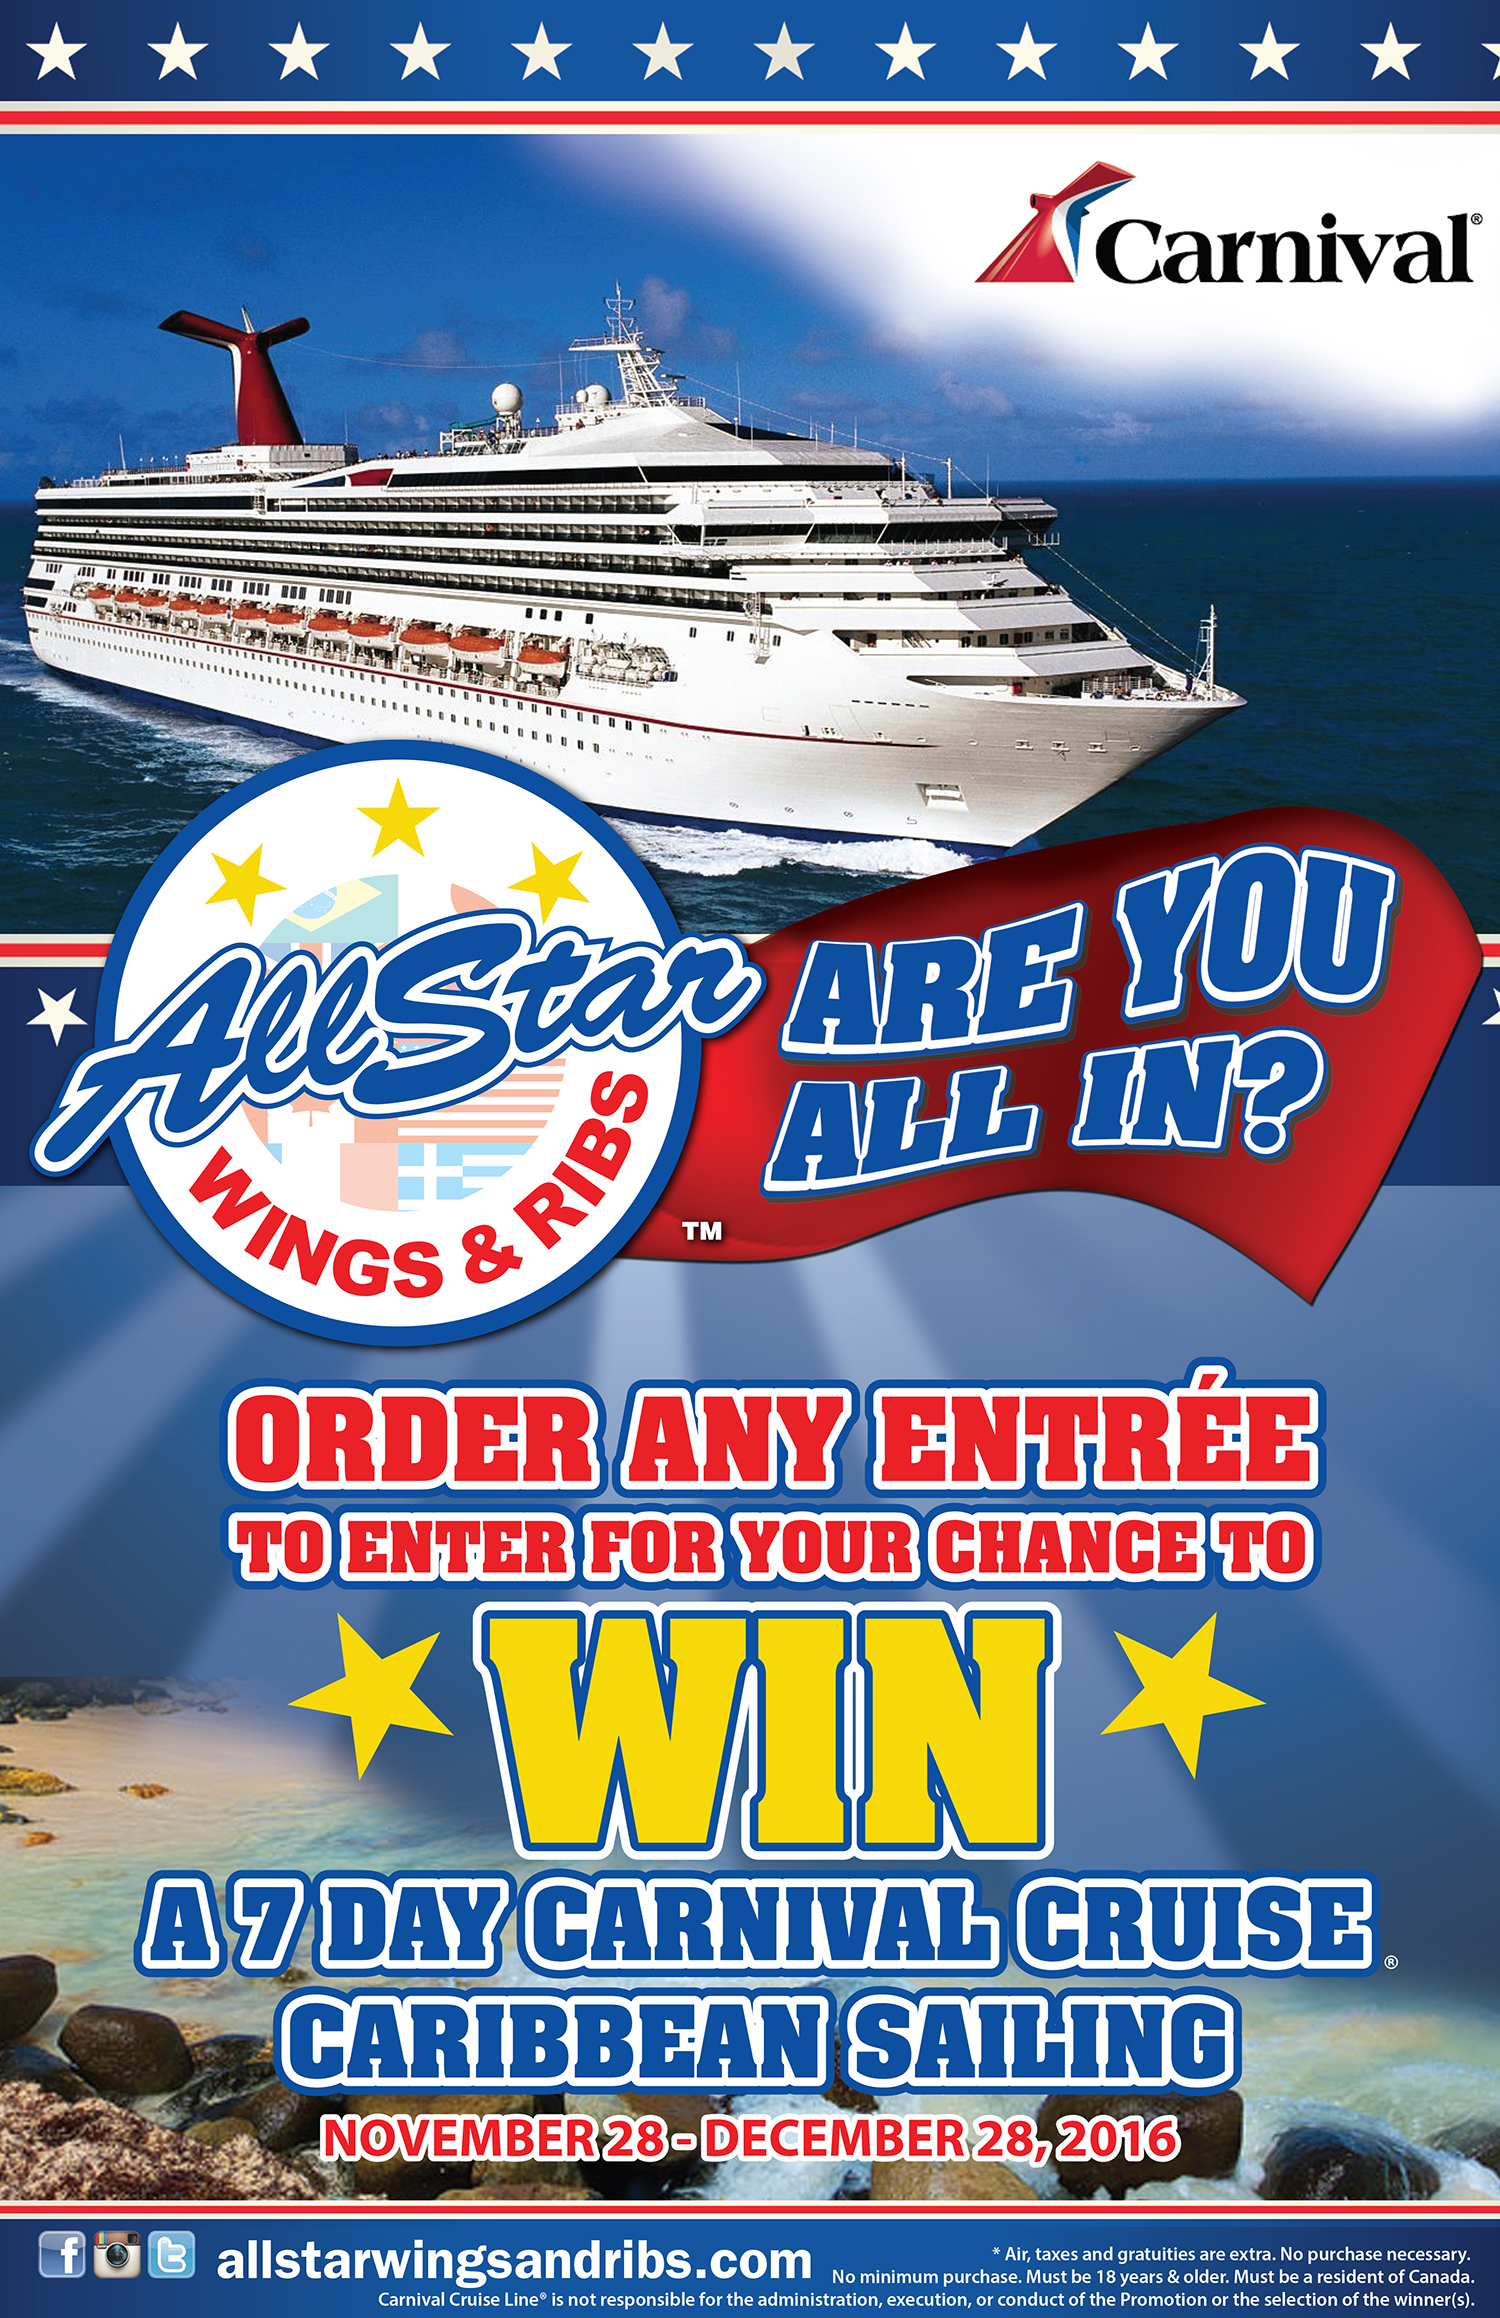 Carnival®
AllStar
WINGS & RIBS
™
ARE YOU
ALL IN?
ORDER ANY ENTRÉE
TO ENTER FOR YOUR CHANCE TO
WIN
A 7 DAY CARNIVAL CRUISE®
CARIBBEAN SAILING
NOVEMBER 28 - DECEMBER 28, 2016
allstarwingsandribs.com
* Air, taxes and gratuities are extra. No purchase necessary.
No minimum purchase. Must be 18 years & older. Must be a resident of Canada.
Carnival Cruise Line® is not responsible for the administration, execution, or conduct of the Promotion or the selection of the winner(s).